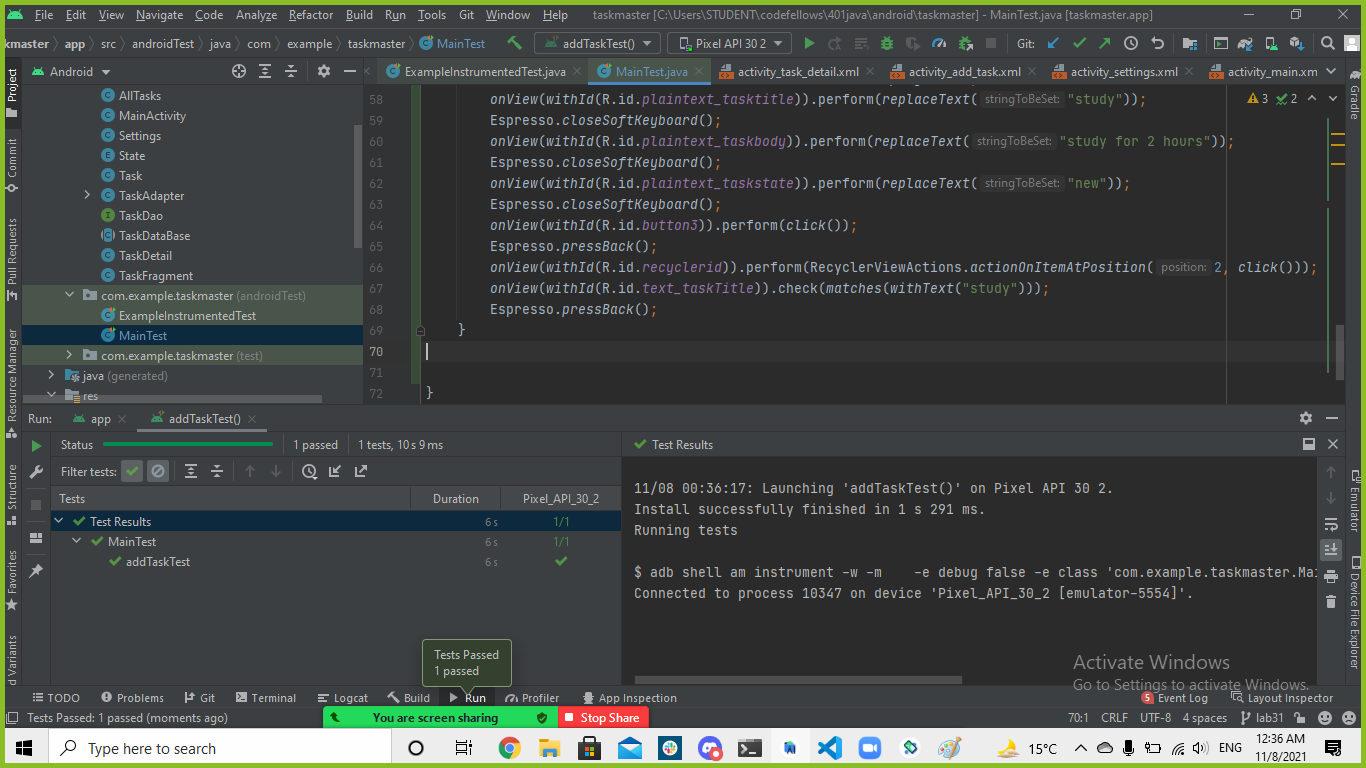 File Edit View Navigate Code Analyze Refactor Build Run Tools Git Window Help taskmaster [C:\Users\STUDENT\codefellows\401java\android\taskmaster] - MainTest.java [taskmaster.app]
kmaster app src androidTest java com example taskmaster MainTest addTaskTest() Pixel API 30 2 Git:
Android ExampleInstrumentedTest.java MainTest.java activity_task_detail.xml activity_add_task.xml activity_settings.xml activity_main.xm
Project
Commit
Pull Requests
Resource Manager
Structure
Favorites
d Variants
AllTasks
MainActivity
Settings
State
Task
TaskAdapter
TaskDao
TaskDataBase
TaskDetail
TaskFragment
com.example.taskmaster (androidTest)
ExampleInstrumentedTest
MainTest
com.example.taskmaster (test)
java (generated)
res
3 2
58 onView(withId(R.id.plaintext_tasktitle)).perform(replaceText( stringToBeSet: "study"));
59 Espresso.closeSoftKeyboard();
60 onView(withId(R.id.plaintext_taskbody)).perform(replaceText( stringToBeSet: "study for 2 hours"));
61 Espresso.closeSoftKeyboard();
62 onView(withId(R.id.plaintext_taskstate)).perform(replaceText( stringToBeSet: "new"));
63 Espresso.closeSoftKeyboard();
64 onView(withId(R.id.button3)).perform(click());
65 Espresso.pressBack();
66 onView(withId(R.id.recyclerid)).perform(RecyclerViewActions.actionOnItemAtPosition( position: 2, click()));
67 onView(withId(R.id.text_taskTitle)).check(matches(withText("study")));
68 Espresso.pressBack();
69 }
70
71
72 }
Gradle
Emulator
Device File Explorer
Run: app addTaskTest()
Status 1 passed 1 tests, 10 s 9 ms
Filter tests:
Tests Duration Pixel_API_30_2
Test Results 6 s 1/1
MainTest 6 s 1/1
addTaskTest 6 s
Test Results
11/08 00:36:17: Launching 'addTaskTest()' on Pixel API 30 2.
Install successfully finished in 1 s 291 ms.
Running tests
$ adb shell am instrument -w -m -e debug false -e class 'com.example.taskmaster.Mai
Connected to process 10347 on device 'Pixel_API_30_2 [emulator-5554]'.
Tests Passed
1 passed
Activate Windows
Go to Settings to activate Windows.
TODO Problems Git Terminal Logcat Build Run Profiler App Inspection 5 Event Log Layout Inspector
Tests Passed: 1 passed (moments ago) You are screen sharing Stop Share 70:1 CRLF UTF-8 4 spaces lab31
Type here to search 15°C ENG 12:36 AM
11/8/2021